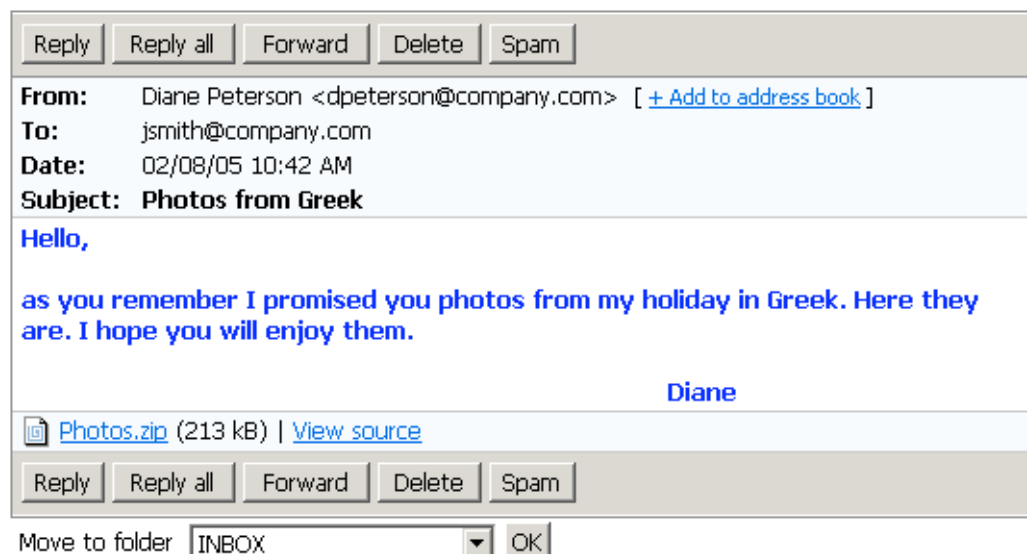 Reply Reply all Forward Delete Spam
From: Diane Peterson <dpeterson@company.com> [ + Add to address book ]
To: jsmith@company.com
Date: 02/08/05 10:42 AM
Subject: Photos from Greek
Hello,
as you remember I promised you photos from my holiday in Greek. Here they
are. I hope you will enjoy them.
Diane
Photos.zip (213 kB) | View source
Reply Reply all Forward Delete Spam
Move to folder INBOX OK